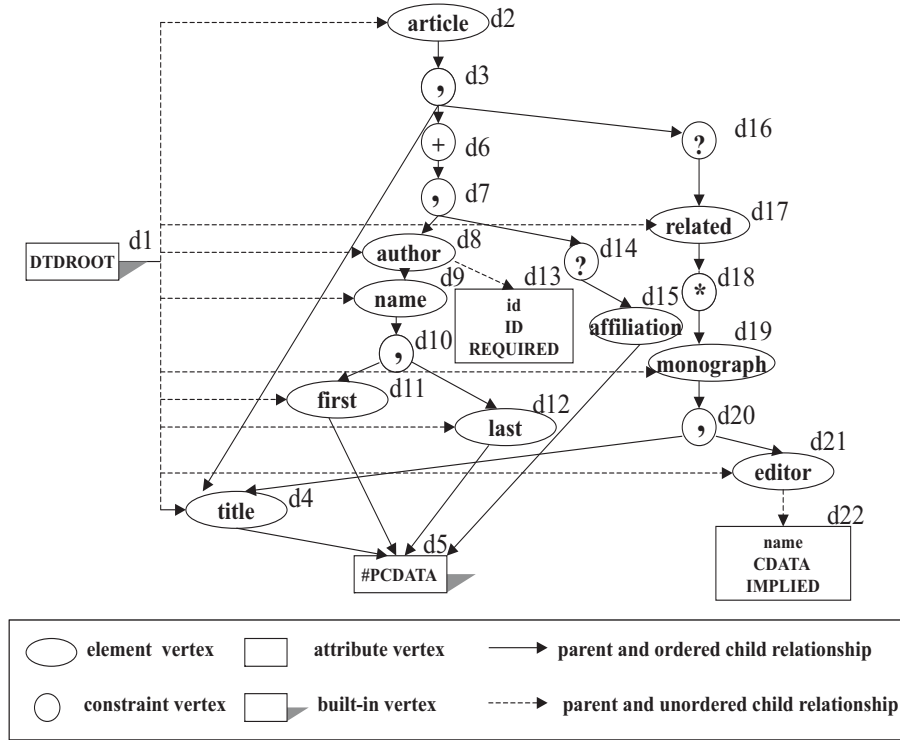 article d2
, d3
+ d6
? d16
, d7
related d17
DTDROOT d1
author d8
? d14
name d9
id d13
ID
REQUIRED
affiliation d15
* d18
monograph d19
, d10
first d11
last d12
, d20
editor d21
title d4
#PCDATA d5
name d22
CDATA
IMPLIED
element vertex
attribute vertex
parent and ordered child relationship
constraint vertex
built-in vertex
parent and unordered child relationship